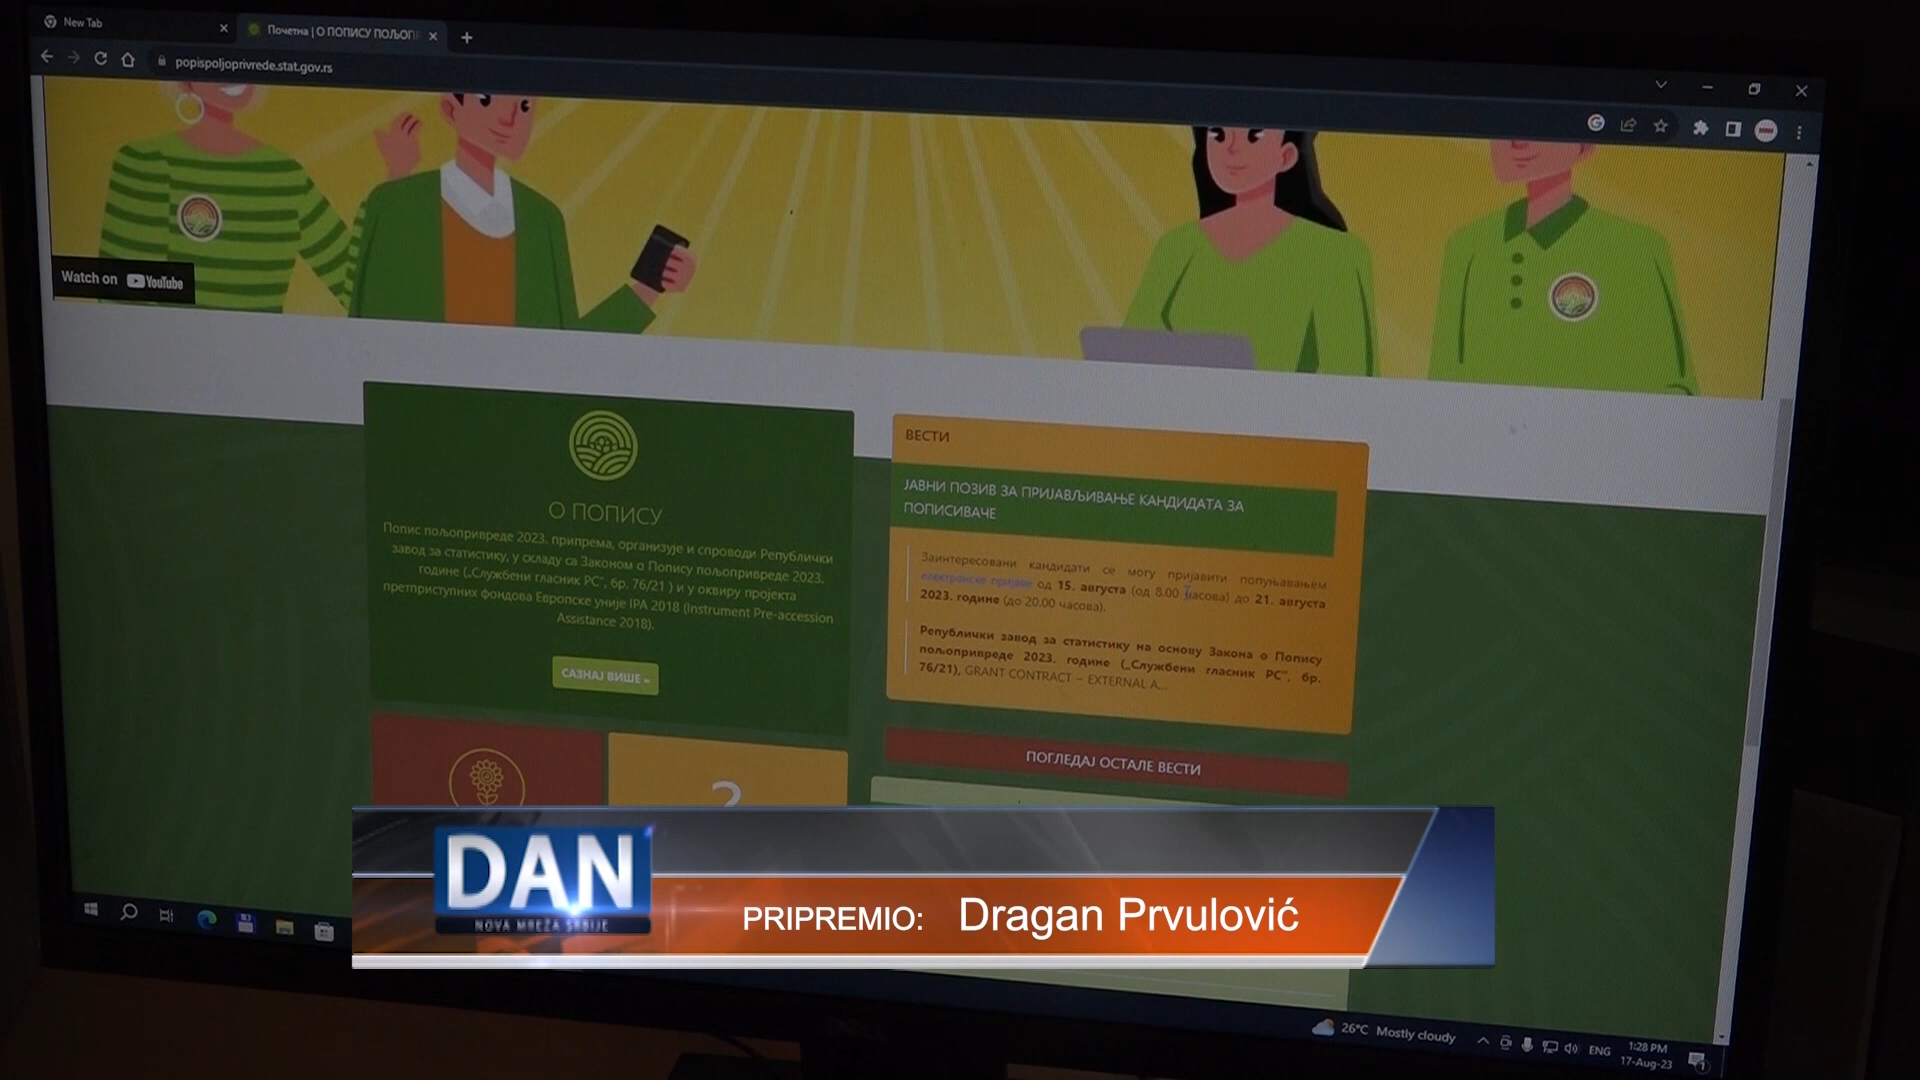 New Tab
Почетна | О ПОПИСУ ПОЉОП
popispoljoprivrede.stat.gov.rs
Watch on YouTube
О ПОПИСУ
Попис пољопривреде 2023. припрема, организује и спроводи Републички
завод за статистику, у складу са Законом о Попису пољопривреде 2023.
године („Службени гласник РС“, бр. 76/21 ) и у оквиру пројекта
претприступних фондова Европске уније IPA 2018 (Instrument Pre-accession
Assistance 2018).
САЗНАЈ ВИШЕ »
ВЕСТИ
ЈАВНИ ПОЗИВ ЗА ПРИЈАВЉИВАЊЕ КАНДИДАТА ЗА
ПОПИСИВАЧЕ
Заинтересовани кандидати се могу пријавити попуњавањем
електронске пријаве од 15. августа (од 8.00 часова) до 21. августа
2023. године (до 20.00 часова).
Републички завод за статистику на основу Закона о Попису
пољопривреде 2023. године („Службени гласник РС“, бр.
76/21), GRANT CONTRACT – EXTERNAL A...
ПОГЛЕДАЈ ОСТАЛЕ ВЕСТИ
?
DAN
NOVA MREŽA SRBIJE
PRIPREMIO: Dragan Prvulović
26°C Mostly cloudy
ENG
1:28 PM
17-Aug-23
1